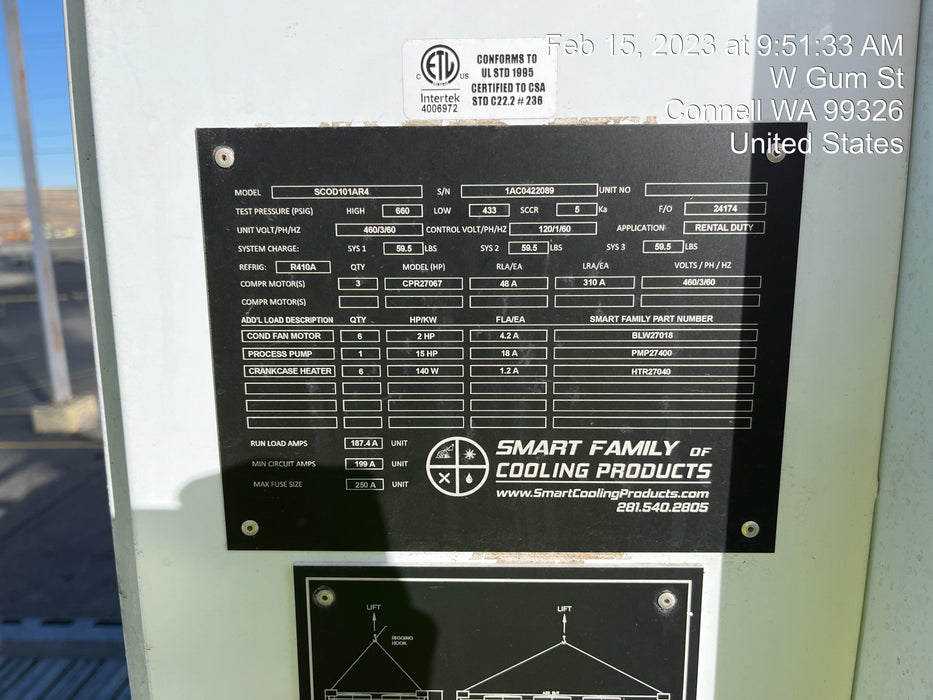 Feb 15, 2023 at 9:51:33 AM
W Gum St
Connell WA 99326
United States
C ETL US
LISTED
Intertek
4006972
CONFORMS TO
UL STD 1995
CERTIFIED TO CSA
STD C22.2 # 236
MODEL SCOD101AR4 S/N 1AC0422089 UNIT NO
TEST PRESSURE (PSIG) HIGH 660 LOW 433 SCCR 5 Ka F/O 24174
UNIT VOLT/PH/HZ 460/3/60 CONTROL VOLT/PH/HZ 120/1/60 APPLICATION RENTAL DUTY
SYSTEM CHARGE: SYS 1 59.5 LBS SYS 2 59.5 LBS SYS 3 59.5 LBS
REFRIG: R410A QTY MODEL (HP) RLA/EA LRA/EA VOLTS / PH / HZ
COMPR MOTOR(S) 3 CPR27067 48 A 310 A 460/3/60
COMPR MOTOR(S)
ADD'L LOAD DESCRIPTION QTY HP/KW FLA/EA SMART FAMILY PART NUMBER
COND FAN MOTOR 6 2 HP 4.2 A BLW27018
PROCESS PUMP 1 15 HP 18 A PMP27400
CRANKCASE HEATER 6 140 W 1.2 A HTR27040
RUN LOAD AMPS 187.4 A UNIT
MIN CIRCUIT AMPS 199 A UNIT
MAX FUSE SIZE 250 A UNIT
SMART FAMILY OF
COOLING PRODUCTS
www.SmartCoolingProducts.com
281.540.2805
LIFT LIFT
RIGGING
HOOK